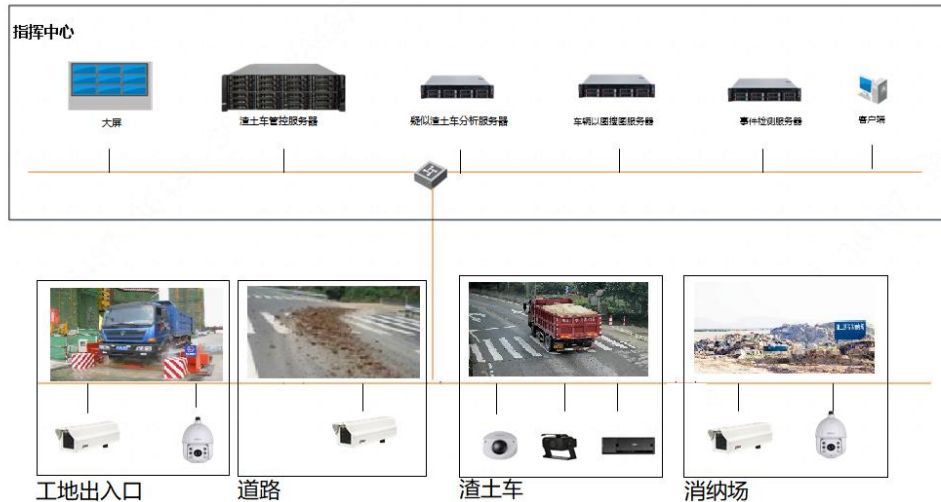 指挥中心
大屏
渣土车管控服务器
疑似渣土车分析服务器
车辆以图搜图服务器
事件检测服务器
客户端
工地出入口
道路
渣土车
消纳场